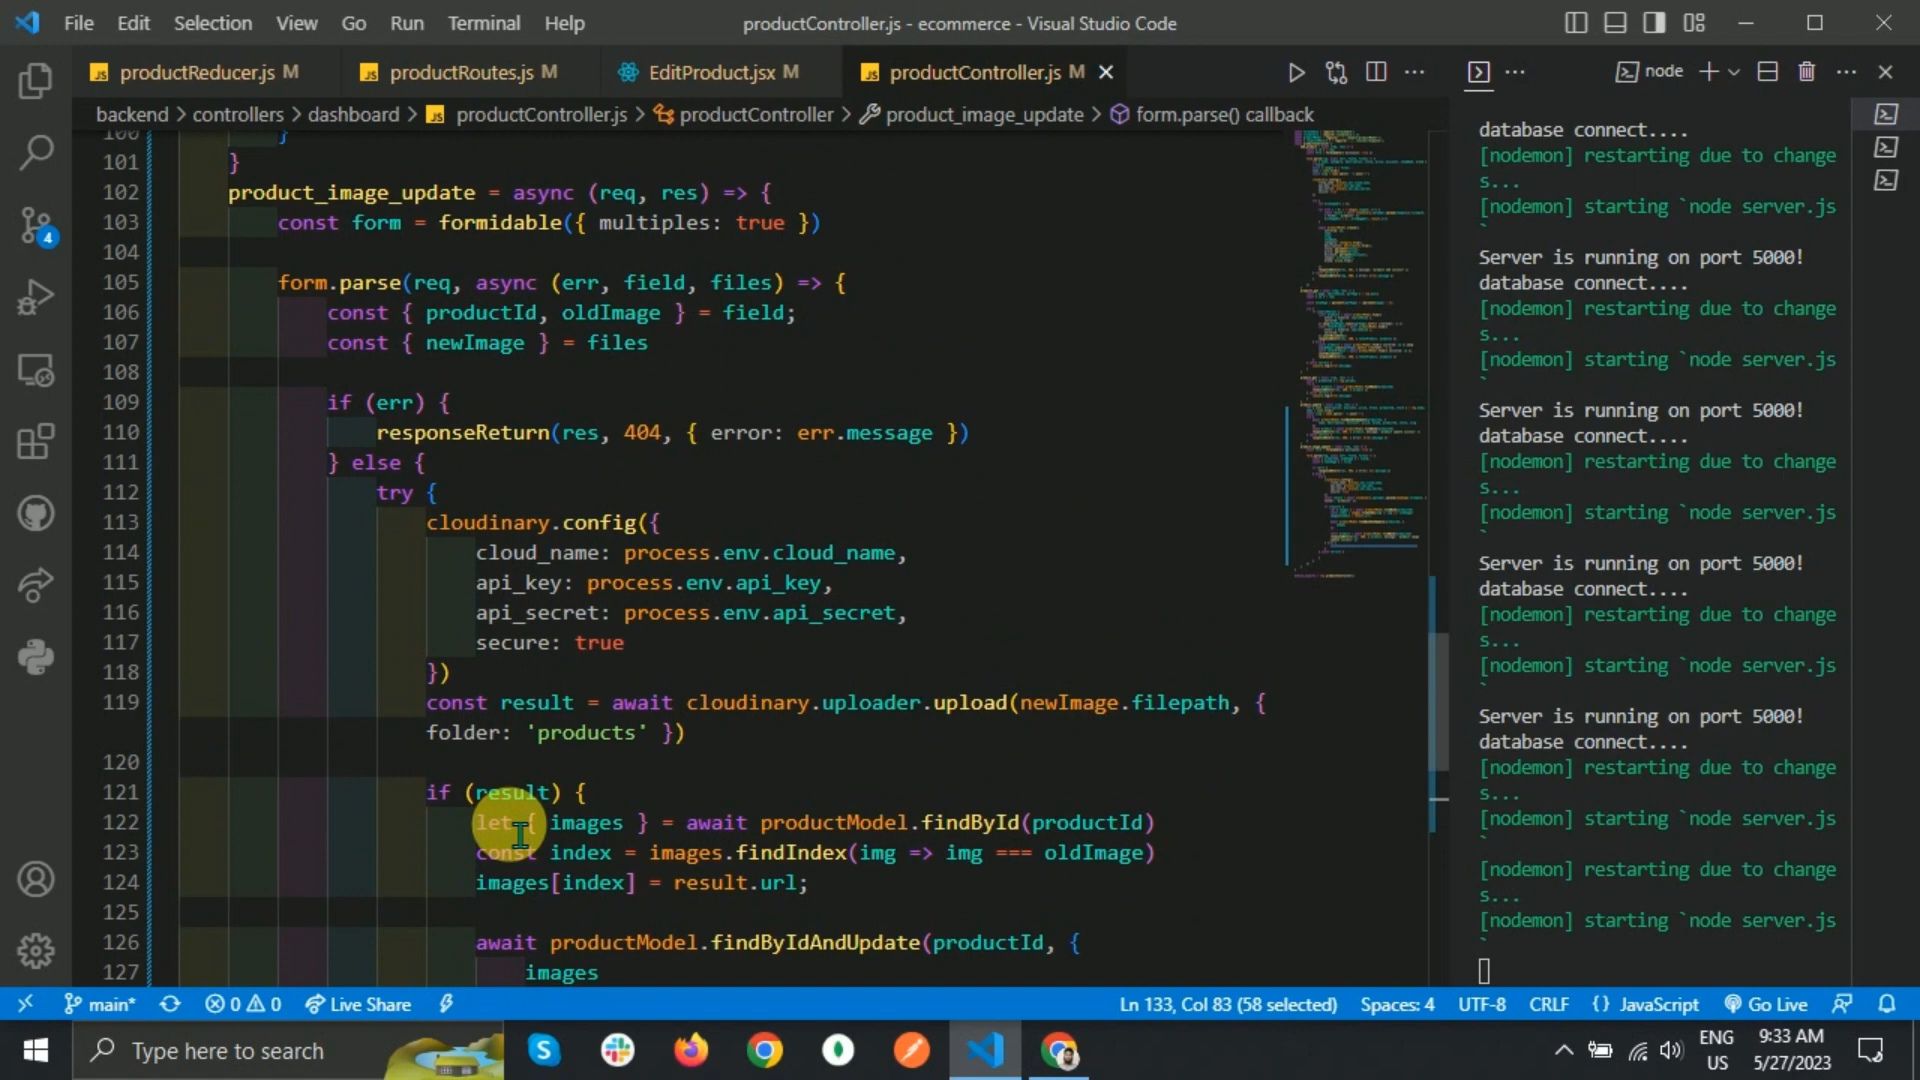 File Edit Selection View Go Run Terminal Help productController.js - ecommerce - Visual Studio Code
productReducer.js M productRoutes.js M EditProduct.jsx M productController.js M
node
backend > controllers > dashboard > productController.js > productController > product_image_update > form.parse() callback
100 }
101 }
102 product_image_update = async (req, res) => {
103 const form = formidable({ multiples: true })
104
105 form.parse(req, async (err, field, files) => {
106 const { productId, oldImage } = field;
107 const { newImage } = files
108
109 if (err) {
110 responseReturn(res, 404, { error: err.message })
111 } else {
112 try {
113 cloudinary.config({
114 cloud_name: process.env.cloud_name,
115 api_key: process.env.api_key,
116 api_secret: process.env.api_secret,
117 secure: true
118 })
119 const result = await cloudinary.uploader.upload(newImage.filepath, {
folder: 'products' })
120
121 if (result) {
122 let { images } = await productModel.findById(productId)
123 const index = images.findIndex(img => img === oldImage)
124 images[index] = result.url;
125
126 await productModel.findByIdAndUpdate(productId, {
127 images
database connect....
[nodemon] restarting due to change
s...
[nodemon] starting `node server.js
`
Server is running on port 5000!
database connect....
[nodemon] restarting due to change
s...
[nodemon] starting `node server.js
`
Server is running on port 5000!
database connect....
[nodemon] restarting due to change
s...
[nodemon] starting `node server.js
`
Server is running on port 5000!
database connect....
[nodemon] restarting due to change
s...
[nodemon] starting `node server.js
`
Server is running on port 5000!
database connect....
[nodemon] restarting due to change
s...
[nodemon] starting `node server.js
`
[nodemon] restarting due to change
s...
[nodemon] starting `node server.js
`
4
main* 0 0 Live Share Ln 133, Col 83 (58 selected) Spaces: 4 UTF-8 CRLF {} JavaScript Go Live
Type here to search
ENG
US
9:33 AM
5/27/2023